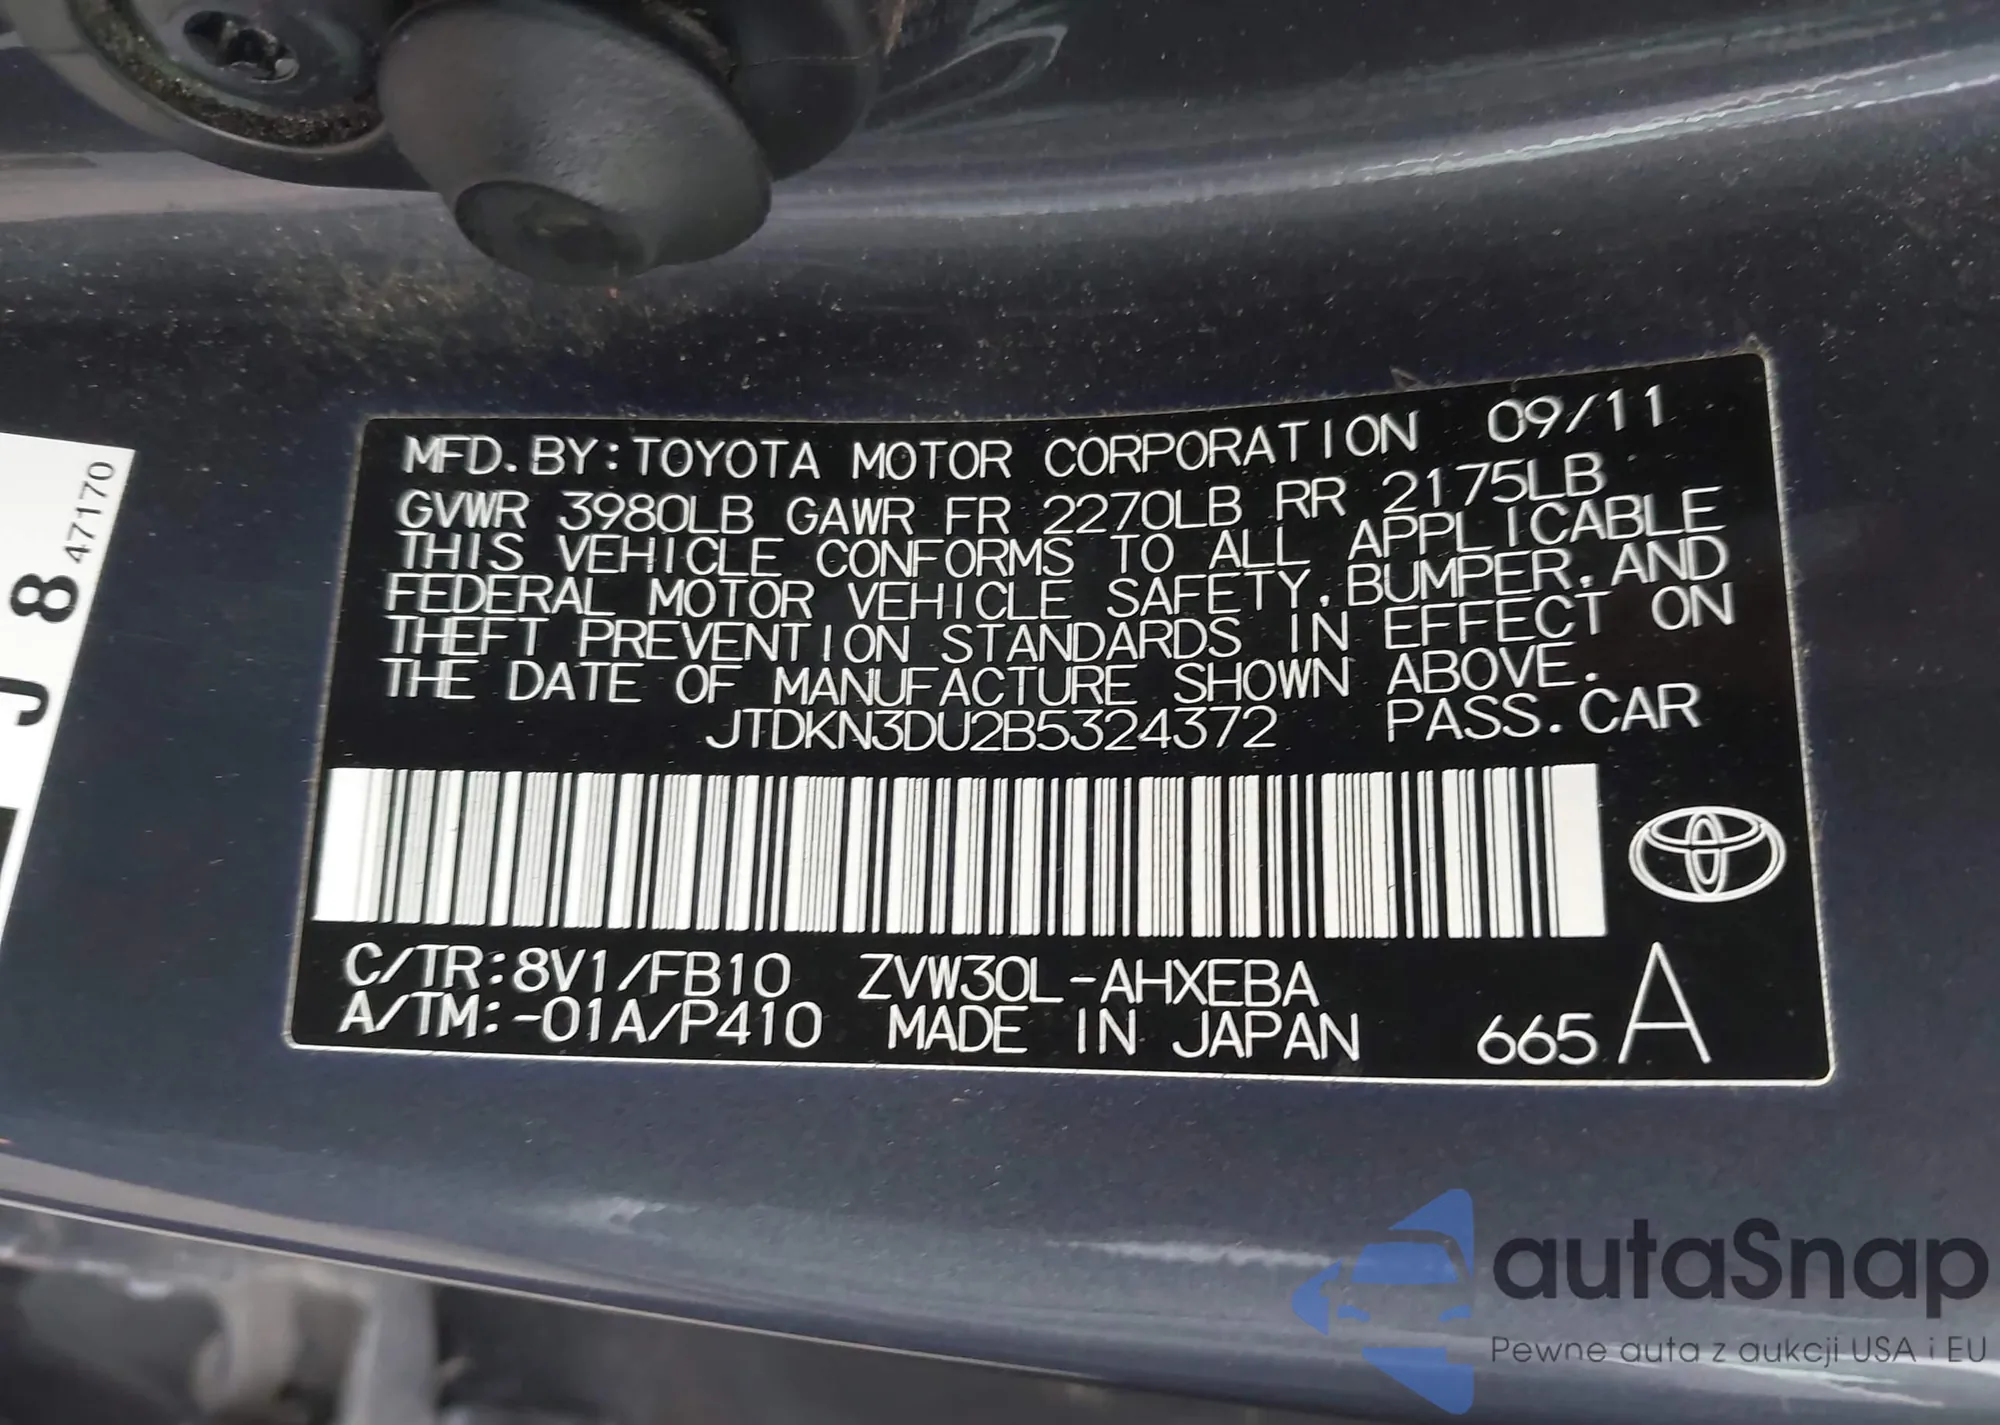 MFD. BY: TOYOTA MOTOR CORPORATION 09/11
GVWR 3980LB GAWR FR 2270LB RR 2175LB
THIS VEHICLE CONFORMS TO ALL APPLICABLE
FEDERAL MOTOR VEHICLE SAFETY, BUMPER, AND
THEFT PREVENTION STANDARDS IN EFFECT ON
THE DATE OF MANUFACTURE SHOWN ABOVE.
JTDKN3DU2B5324372 PASS. CAR
C/TR: 8V1/FB10 ZVW30L-AHXEBA
A/TM: -01A/P410 MADE IN JAPAN 665 A
J 8 47170
autaSnap
Pewne auta z aukcji USA i EU